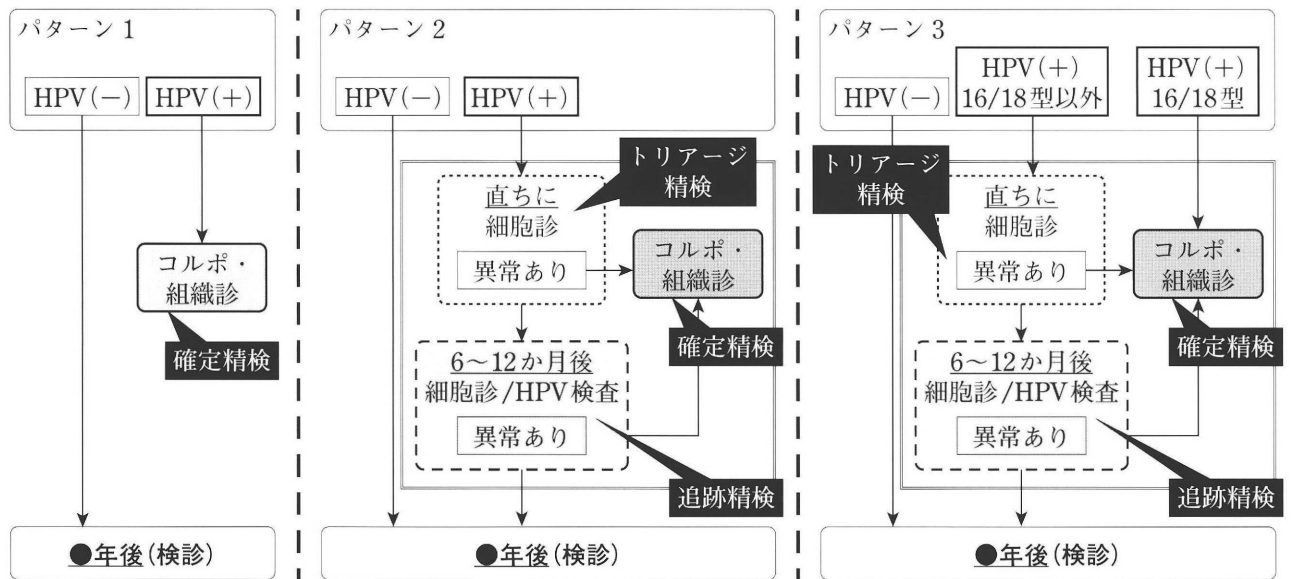 パターン 1
HPV(−)
HPV(+)
コルポ・
組織診
確定精検
●年後(検診)
パターン 2
HPV(−)
HPV(+)
トリアージ
精検
直ちに
細胞診
異常あり
コルポ・
組織診
確定精検
6〜12か月後
細胞診/HPV検査
異常あり
追跡精検
●年後(検診)
パターン 3
HPV(−)
HPV(+)
16/18型以外
HPV(+)
16/18型
トリアージ
精検
直ちに
細胞診
異常あり
コルポ・
組織診
確定精検
6〜12か月後
細胞診/HPV検査
異常あり
追跡精検
●年後(検診)